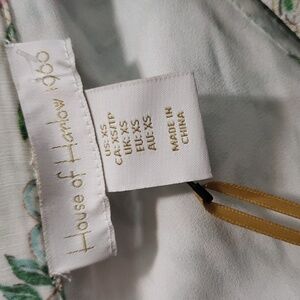 House of Harlow 1960
US: XS
CA: XS/TP
UK: XS
EU: XS
AU: XS
MADE IN
CHINA